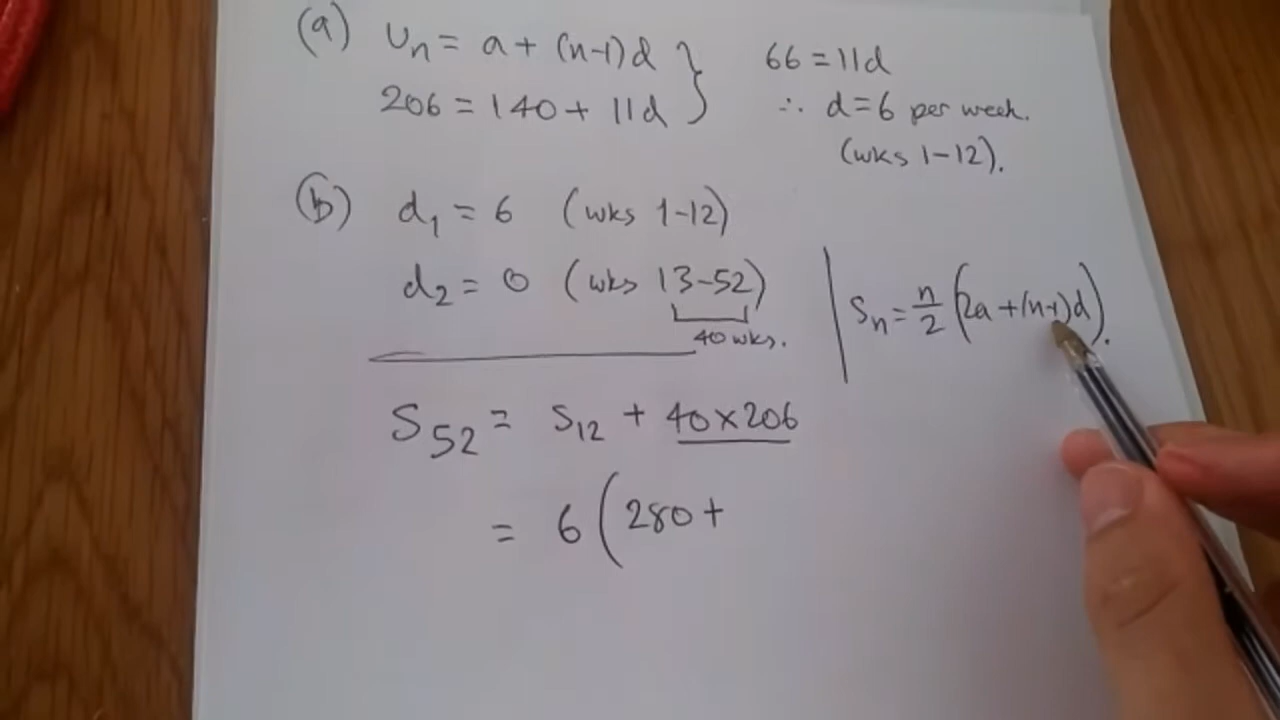 (a) Un = a + (n-1)d } 66 = 11d
206 = 140 + 11d ∴ d = 6 per week.
(wks 1-12).
(b) d₁ = 6 (wks 1-12)
d₂ = 0 (wks 13-52)
40 wks.
Sn = n/2 (2a + (n-1)d).
S₅₂ = S₁₂ + 40×206
= 6(280+